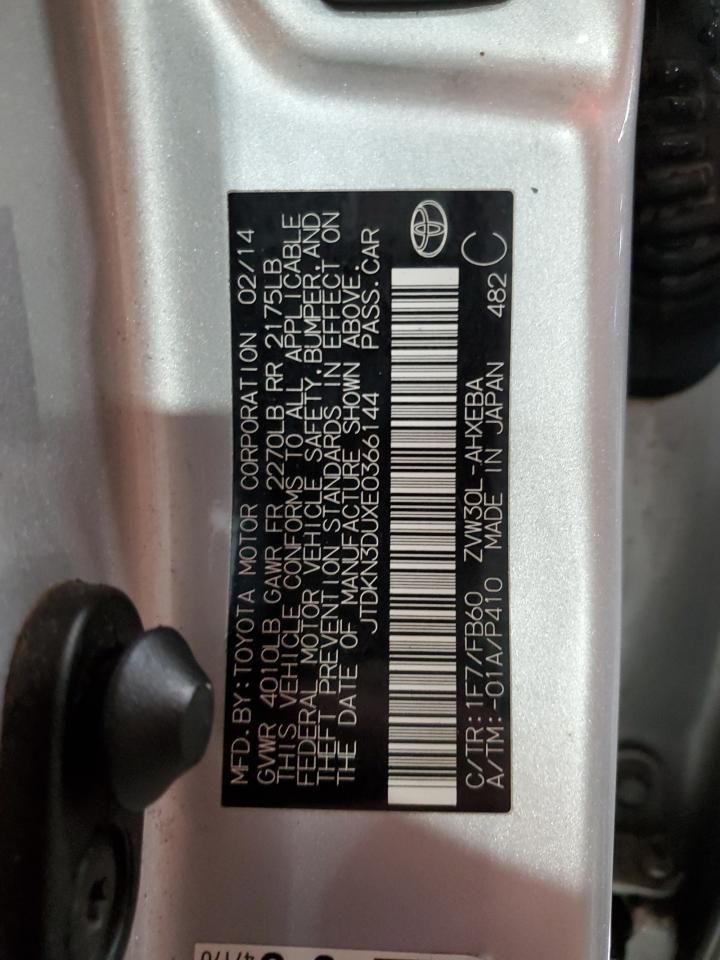 MFD.BY:TOYOTA MOTOR CORPORATION 02/14
GVWR 4010LB GAWR FR 2270LB RR 2175LB
THIS VEHICLE CONFORMS TO ALL APPLICABLE
FEDERAL MOTOR VEHICLE SAFETY,BUMPER,AND
THEFT PREVENTION STANDARDS IN EFFECT ON
THE DATE OF MANUFACTURE SHOWN ABOVE.
JTDKN3DUXE0366144 PASS.CAR
C/TR:1F7/FB60 ZVW30L-AHXEBA C
A/TM:-01A/P410 MADE IN JAPAN 482